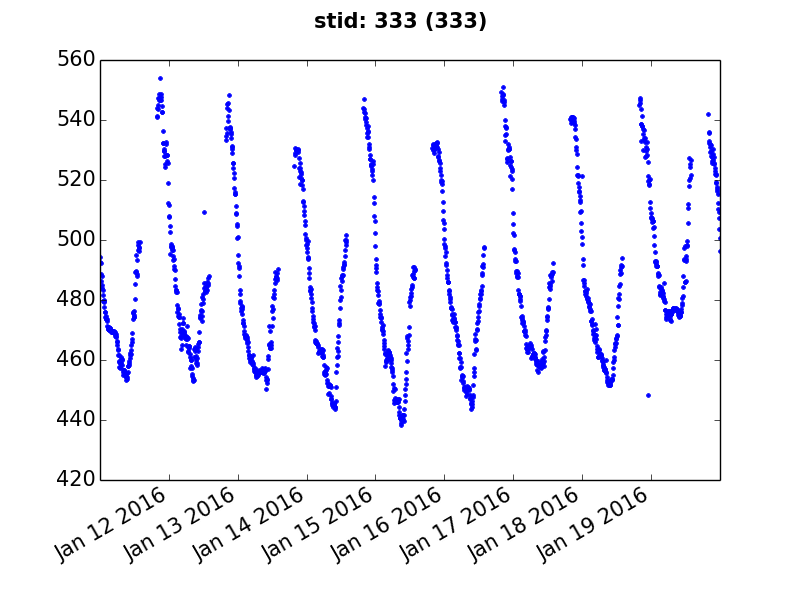 stid: 333 (333)
560
540
520
500
480
460
440
420
Jan 12 2016
Jan 13 2016
Jan 14 2016
Jan 15 2016
Jan 16 2016
Jan 17 2016
Jan 18 2016
Jan 19 2016